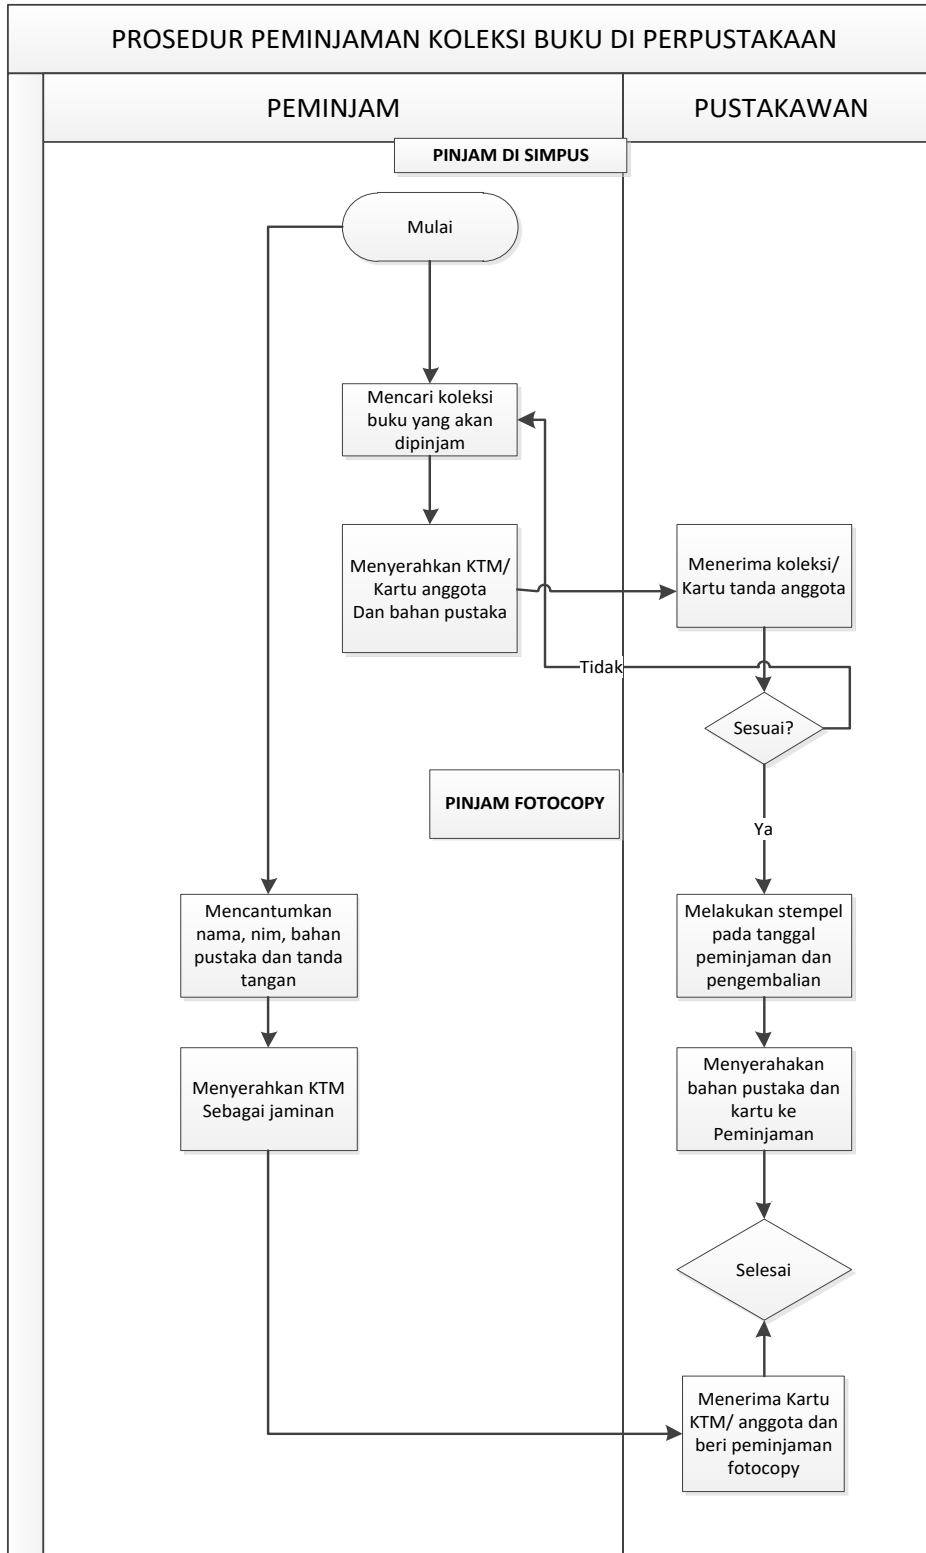 PROSEDUR PEMINJAMAN KOLEKSI BUKU DI PERPUSTAKAAN
PEMINJAM
PUSTAKAWAN
PINJAM DI SIMPUS
Mulai
Mencari koleksi
buku yang akan
dipinjam
Menyerahkan KTM/
Kartu anggota
Dan bahan pustaka
Menerima koleksi/
Kartu tanda anggota
Tidak
Sesuai?
PINJAM FOTOCOPY
Ya
Mencantumkan
nama, nim, bahan
pustaka dan tanda
tangan
Melakukan stempel
pada tanggal
peminjaman dan
pengembalian
Menyerahkan KTM
Sebagai jaminan
Menyerahakan
bahan pustaka dan
kartu ke
Peminjaman
Selesai
Menerima Kartu
KTM/ anggota dan
beri peminjaman
fotocopy